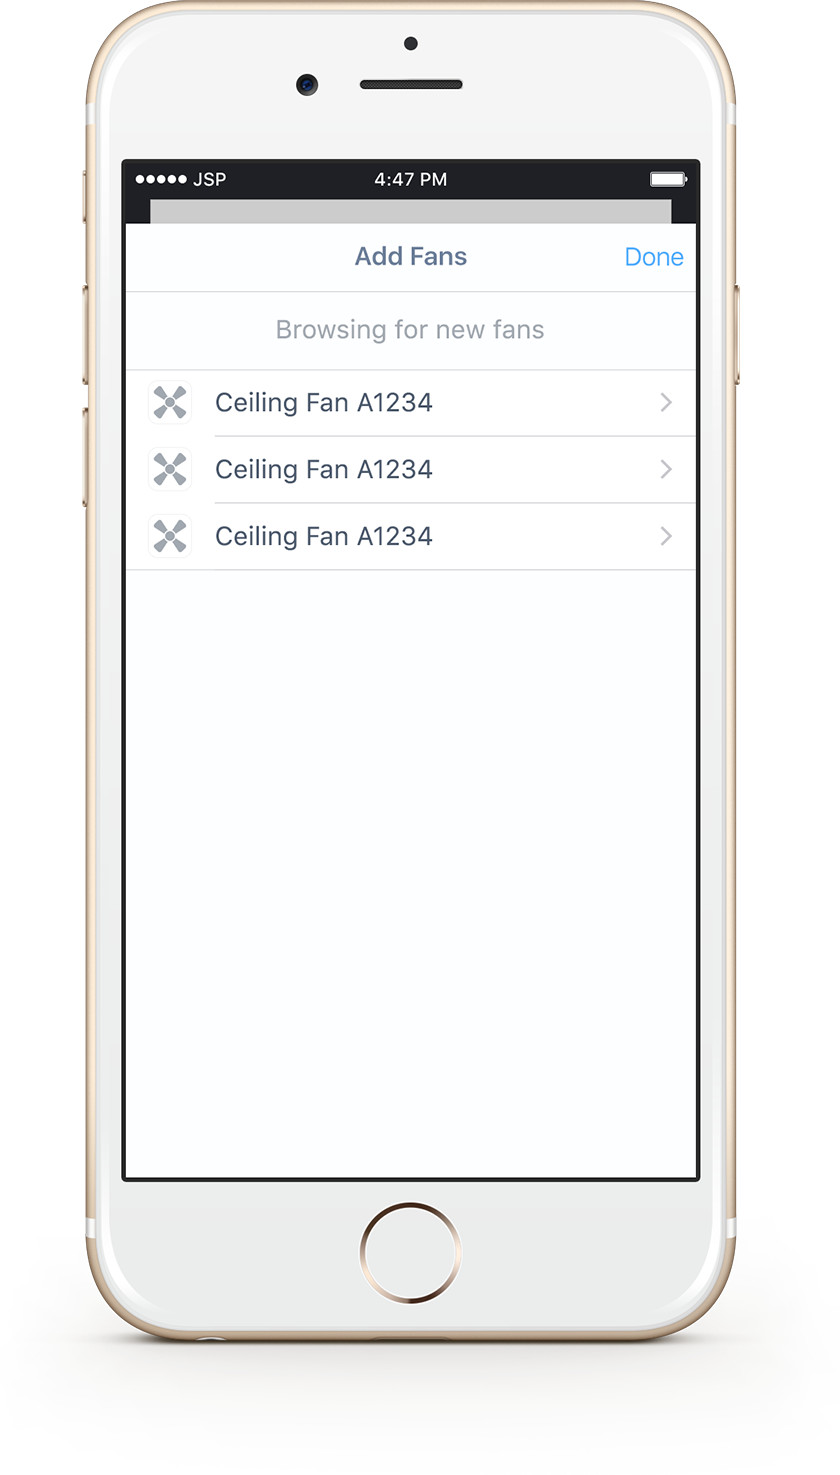 JSP 4:47 PM
Add Fans Done
Browsing for new fans
Ceiling Fan A1234
Ceiling Fan A1234
Ceiling Fan A1234